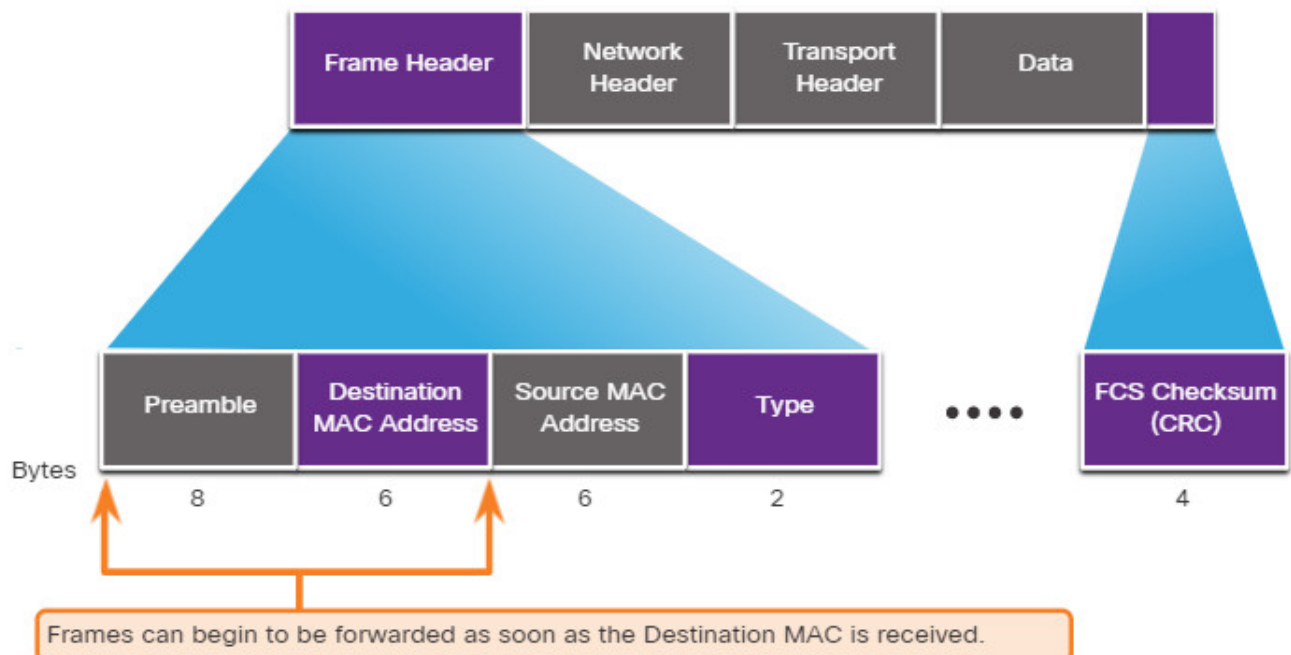 Frame Header
Network
Header
Transport
Header
Data
Preamble
Destination
MAC Address
Source MAC
Address
Type
FCS Checksum
(CRC)
Bytes
8
6
6
2
4
Frames can begin to be forwarded as soon as the Destination MAC is received.